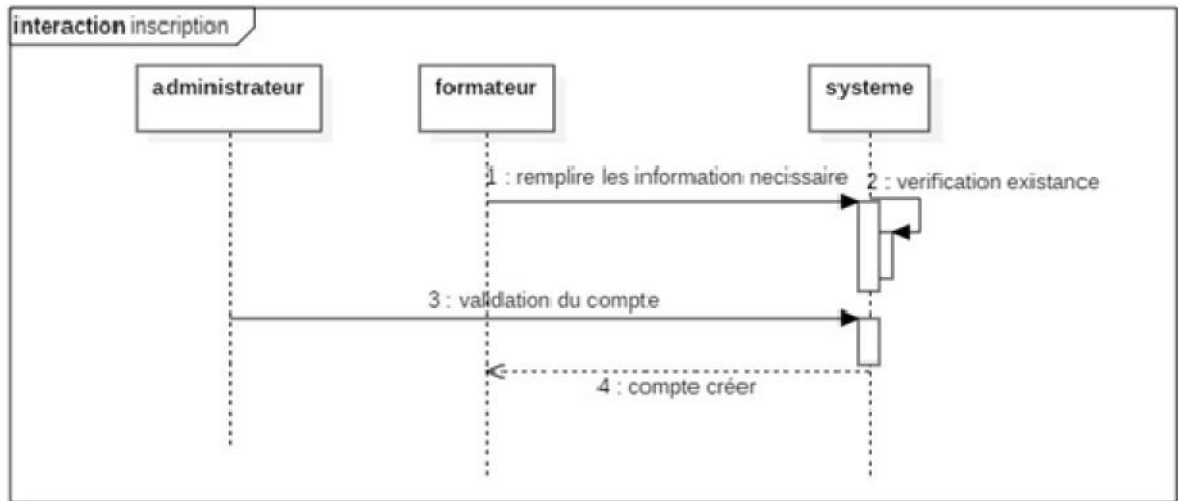 interaction inscription
administrateur
formateur
systeme
1 : remplire les information necissaire
2 : verification existance
3 : validation du compte
4 : compte créer